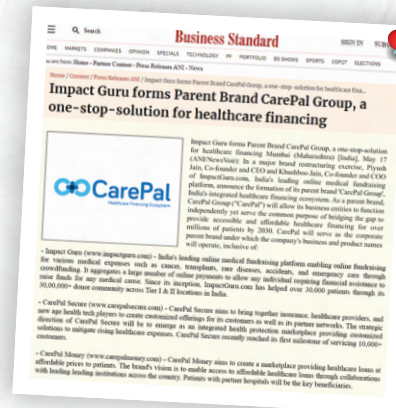 Search
Business Standard
SIGN IN SUB
OME MARKETS COMPANIES OPINION SPECIALS TECHNOLOGY PF PORTFOLIO BS SHOWS SPORTS COP27 ELECTIONS
are here: Home - Partner Content - Press Releases ANI - News
Home / Content / Press Releases ANI / Impact Guru forms Parent Brand CarePal Group, a one-stop-solution for healthcare fina...
Impact Guru forms Parent Brand CarePal Group, a
one-stop-solution for healthcare financing
CarePal
Healthcare Financing Ecosystem
Impact Guru forms Parent Brand CarePal Group, a one-stop-solution
for healthcare financing Mumbai (Maharashtra) [India], May 17
(ANI/NewsVoir): In a major brand restructuring exercise, Piyush
Jain, Co-founder and CEO and Khushboo Jain, Co-founder and COO
of ImpactGuru.com, India's leading online medical fundraising
platform, announce the formation of its parent brand 'CarePal Group',
India's integrated healthcare financing ecosystem. As a parent brand,
CarePal Group ("CarePal") will allow its business entities to function
independently yet serve the common purpose of bridging the gap to
provide accessible and affordable healthcare financing for over
millions of patients by 2030. CarePal will serve as the corporate
parent brand under which the company's business and product names
will operate, inclusive of:
- Impact Guru (www.impactguru.com) - India's leading online medical fundraising platform enabling online fundraising
for various medical expenses such as cancer, transplants, rare diseases, accidents, and emergency care through
crowdfunding. It aggregates a large number of online payments to allow any individual requiring financial assistance to
raise funds for any medical cause. Since its inception, ImpactGuru.com has helped over 30,000 patients through its
30,00,000+ donor community across Tier I & II locations in India.
- CarePal Secure (www.carepalsecure.com) - CarePal Secure aims to bring together insurance, healthcare providers, and
new age health tech players to create customized offerings for its customers as well as its partner networks. The strategic
direction of CarePal Secure will be to emerge as an integrated health protection marketplace providing customized
solutions to mitigate rising healthcare expenses. CarePal Secure recently reached its first milestone of servicing 10,000+
customers.
- CarePal Money (www.carepalmoney.com) - CarePal Money aims to create a marketplace providing healthcare loans at
affordable prices to patients. The brand's vision is to enable access to affordable healthcare loans through collaborations
with leading lending institutions across the country. Patients with partner hospitals will be the key beneficiaries.